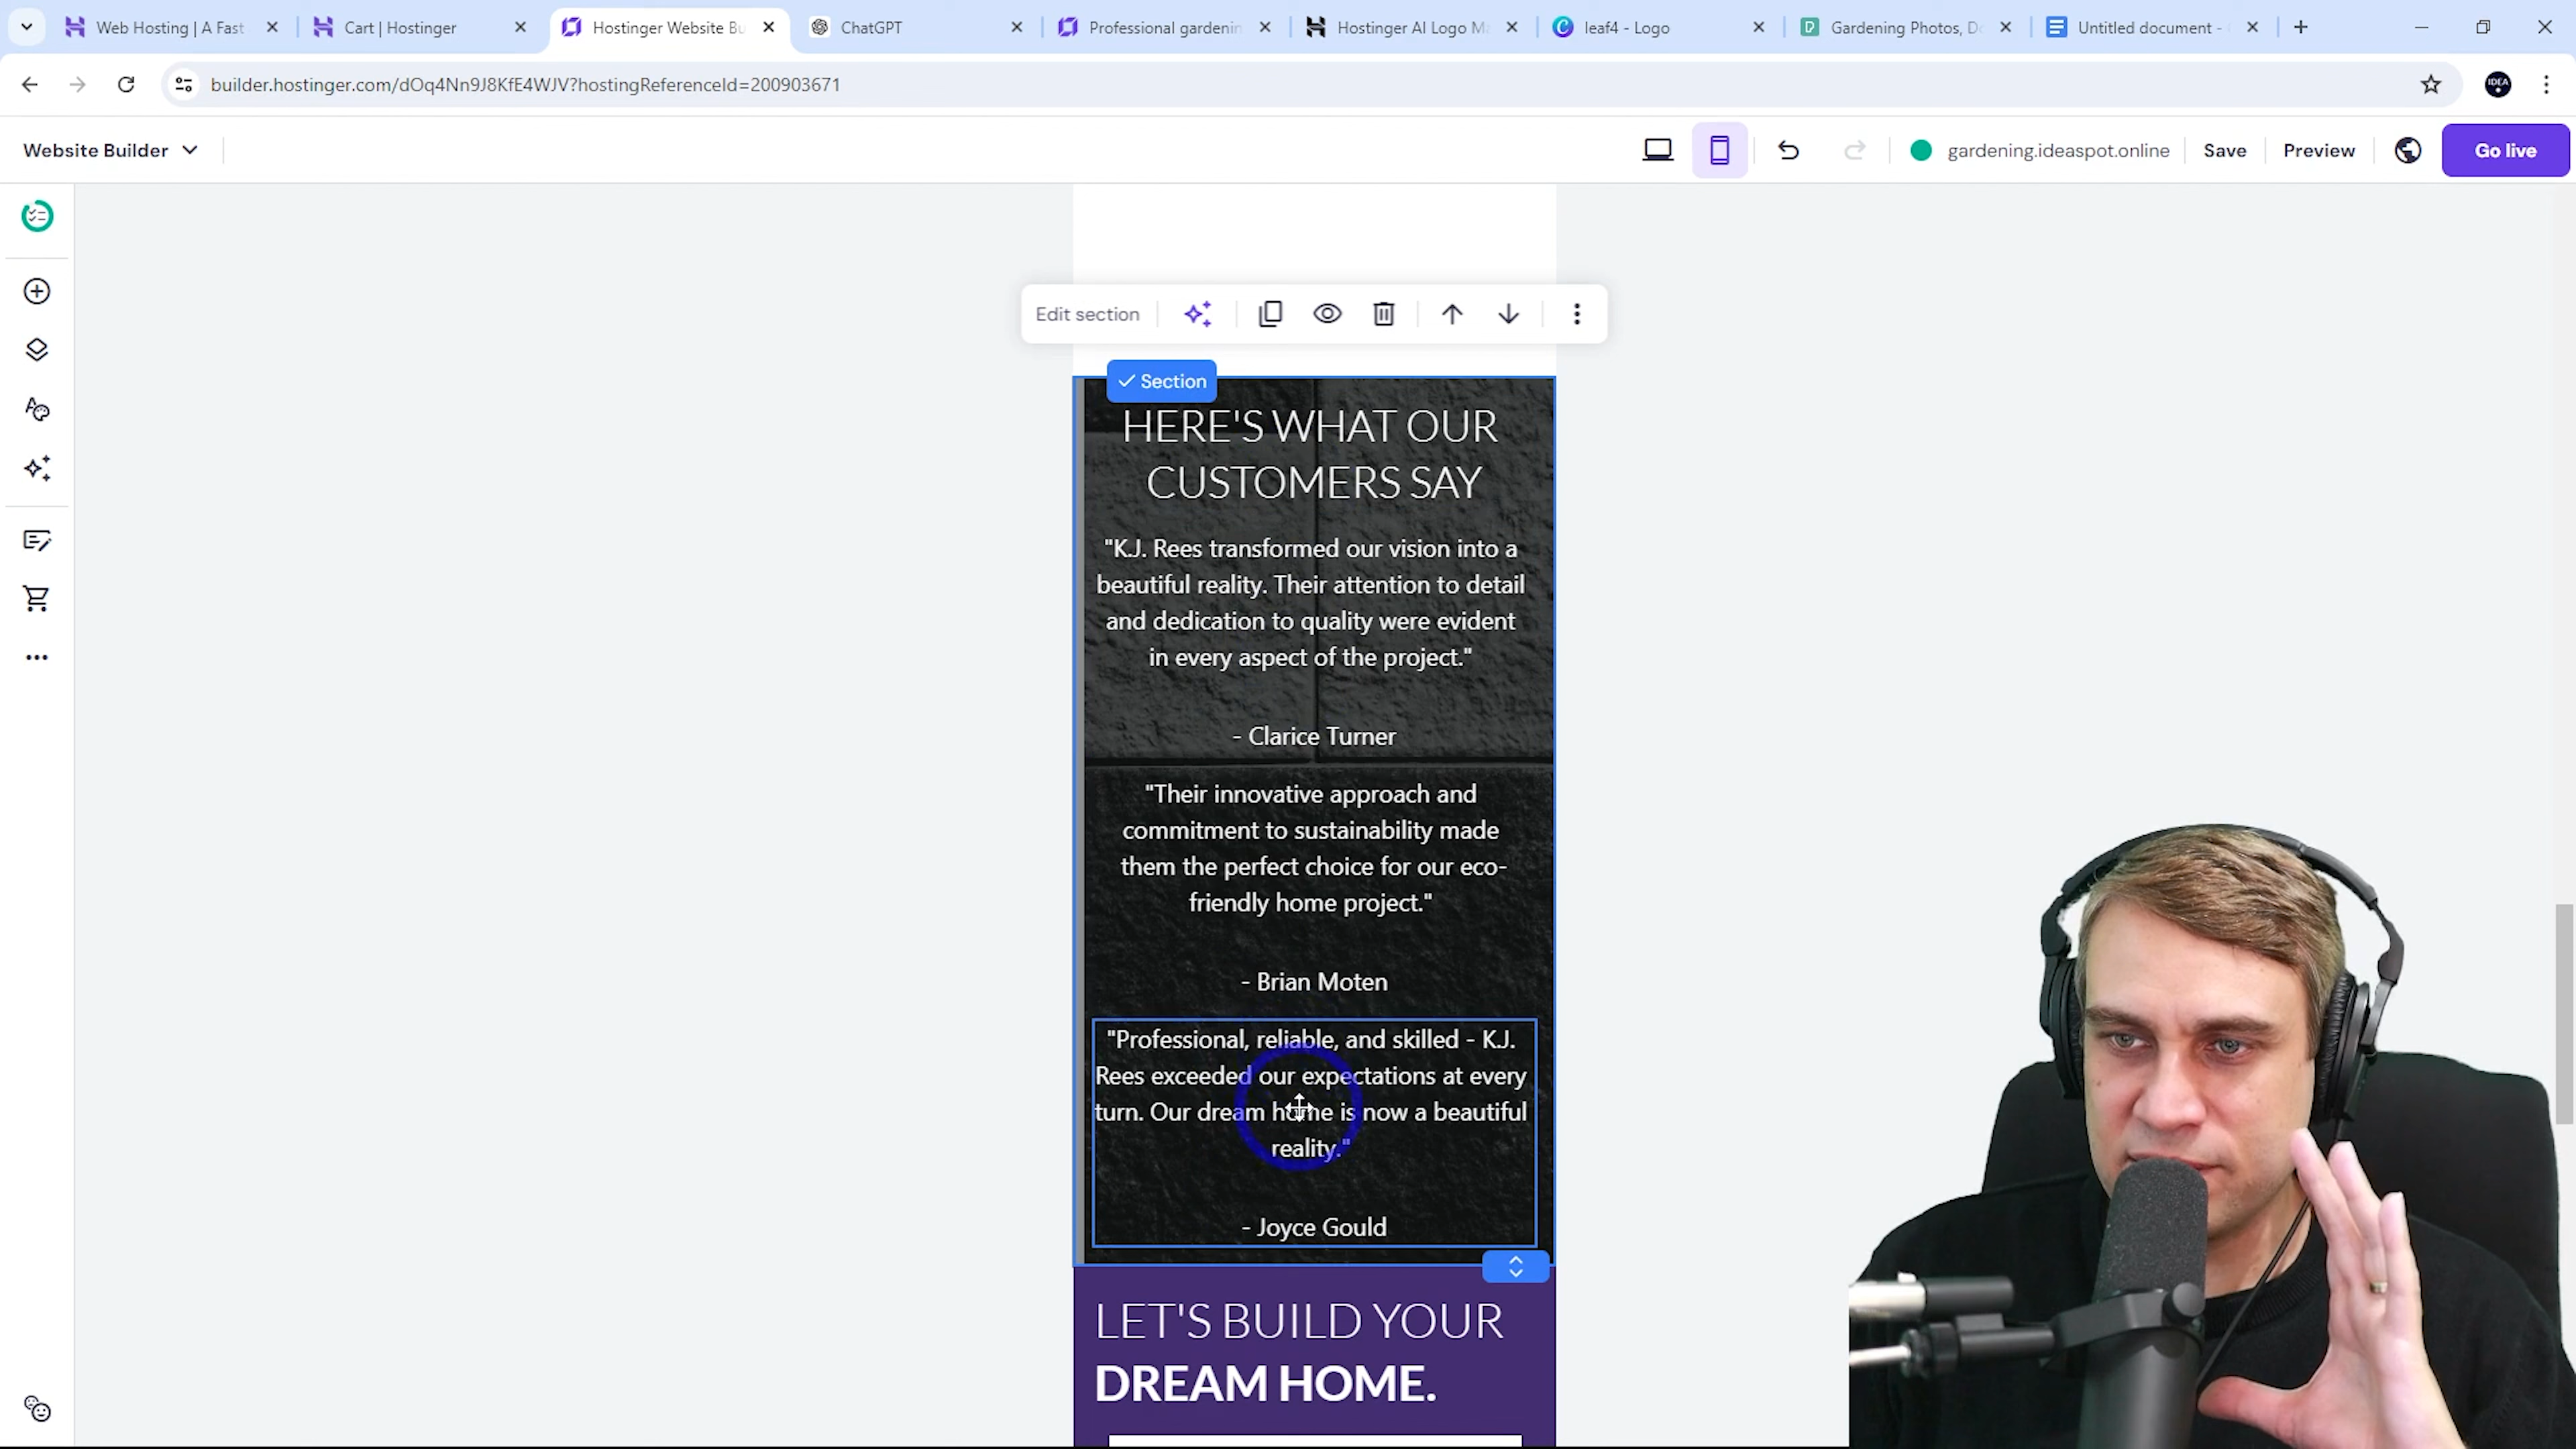 Web Hosting | A Fast
Cart | Hostinger
Hostinger Website Bu
ChatGPT
Professional gardenin
Hostinger AI Logo Ma
leaf4 - Logo
Gardening Photos, Do
Untitled document -
builder.hostinger.com/dOq4Nn9J8KfE4WJV?hostingReferenceId=200903671
IDEA
Website Builder
gardening.ideaspot.online
Save
Preview
Go live
Edit section
Section
HERE'S WHAT OUR
CUSTOMERS SAY
"K.J. Rees transformed our vision into a
beautiful reality. Their attention to detail
and dedication to quality were evident
in every aspect of the project."
- Clarice Turner
"Their innovative approach and
commitment to sustainability made
them the perfect choice for our eco-
friendly home project."
- Brian Moten
"Professional, reliable, and skilled - K.J.
Rees exceeded our expectations at every
turn. Our dream home is now a beautiful
reality."
- Joyce Gould
LET'S BUILD YOUR
DREAM HOME.